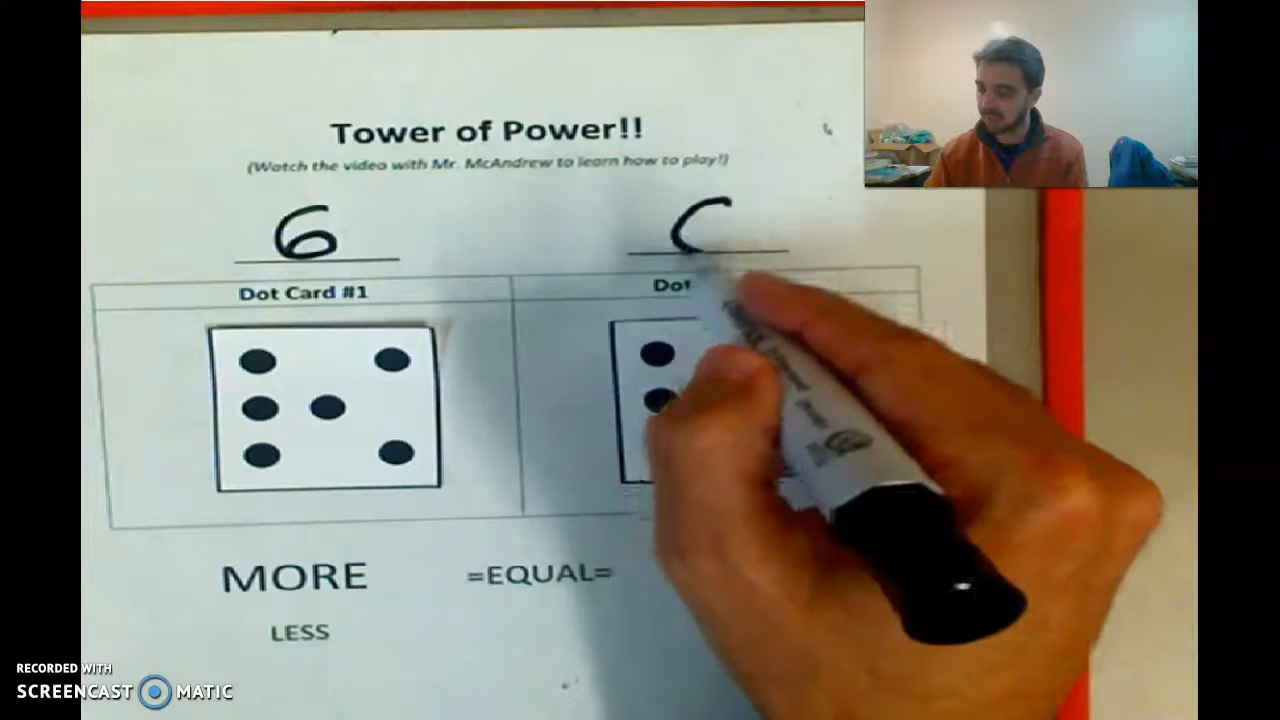 Tower of Power!!
(Watch the video with Mr. McAndrew to learn how to play!)
6
Dot Card #1
Dot
MORE =EQUAL=
LESS
RECORDED WITH
SCREENCAST MATIC